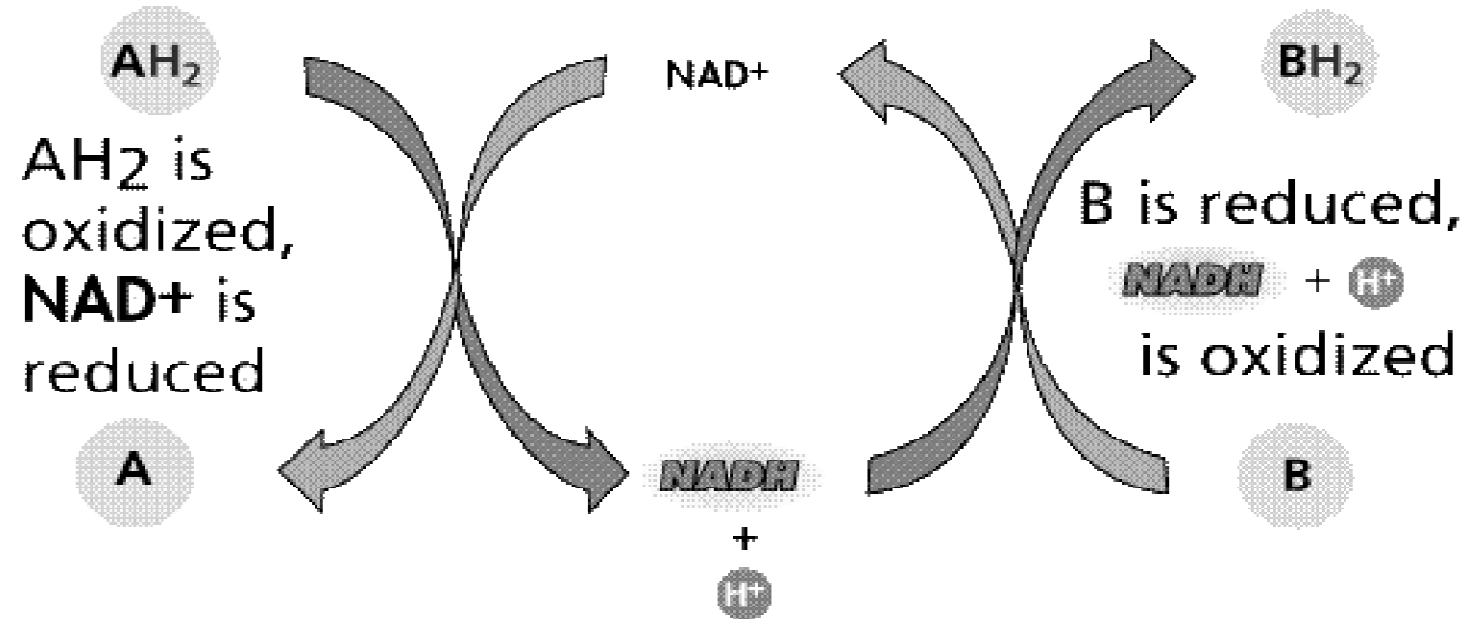 AH₂
NAD+
BH₂
AH2 is
oxidized,
NAD+ is
reduced
B is reduced,
NADH + H⁺
is oxidized
A
NADH
+
H⁺
B